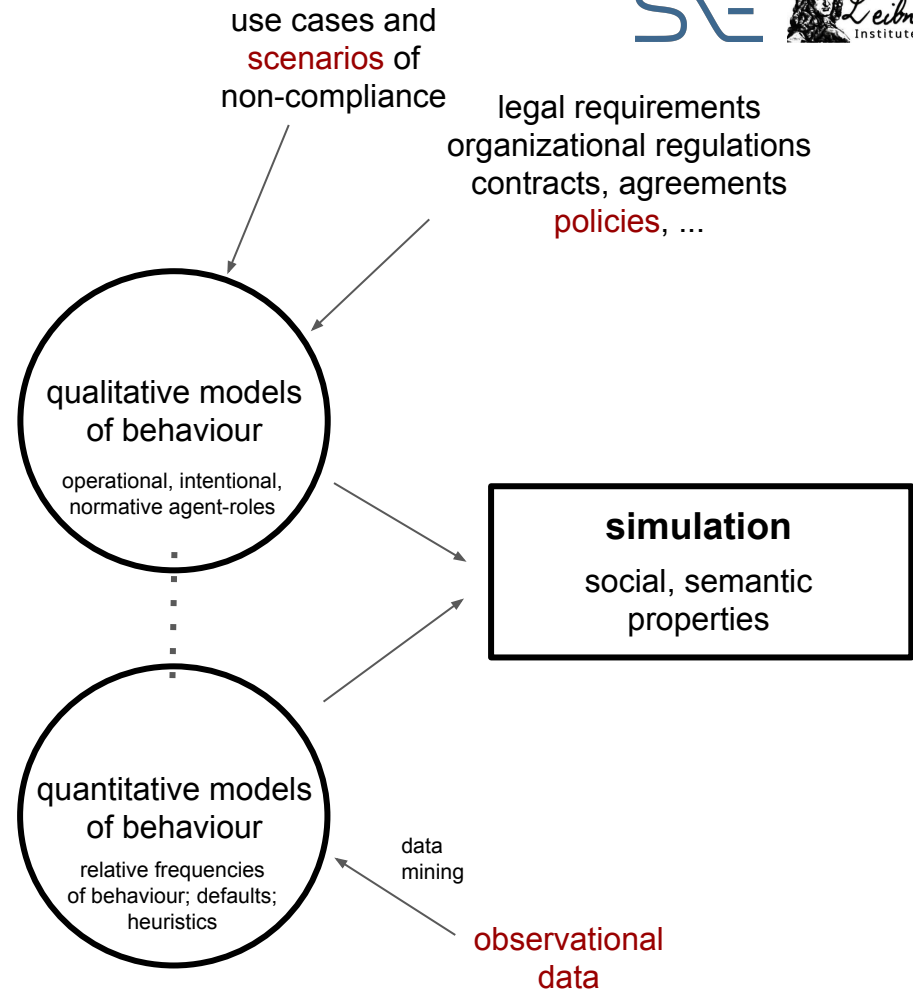 use cases and
scenarios of
non-compliance
Institute
legal requirements
organizational regulations
contracts, agreements
policies, ...
qualitative models
of behaviour
operational, intentional,
normative agent-roles
simulation
social, semantic
properties
quantitative models
of behaviour
relative frequencies
of behaviour; defaults;
heuristics
data
mining
observational
data